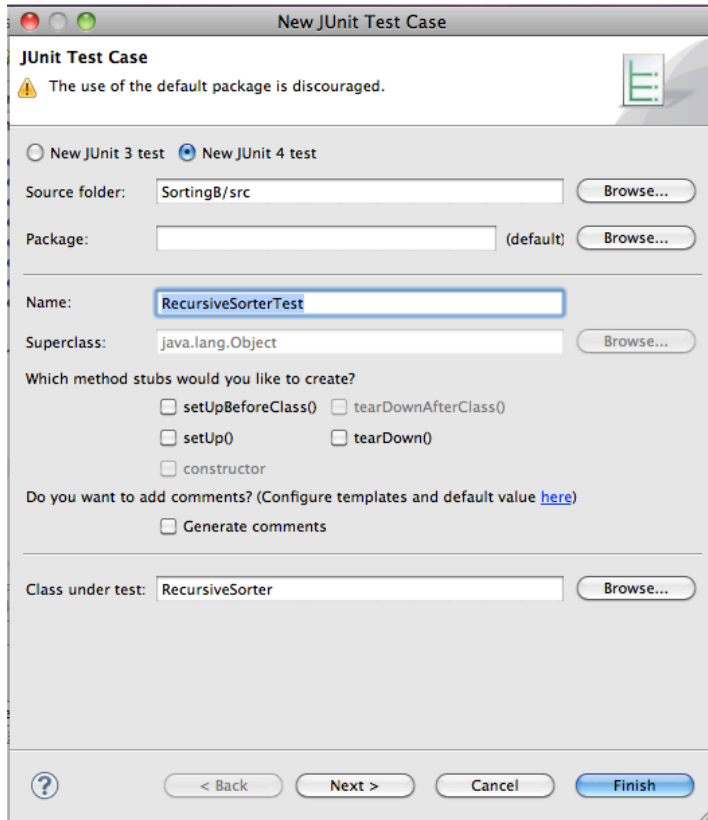 New JUnit Test Case
JUnit Test Case
The use of the default package is discouraged.
New JUnit 3 test New JUnit 4 test
Source folder: SortingB/src Browse...
Package: (default) Browse...
Name: RecursiveSorterTest
Superclass: java.lang.Object Browse...
Which method stubs would you like to create?
setUpBeforeClass() tearDownAfterClass()
setUp() tearDown()
constructor
Do you want to add comments? (Configure templates and default value here)
Generate comments
Class under test: RecursiveSorter Browse...
? < Back Next > Cancel Finish